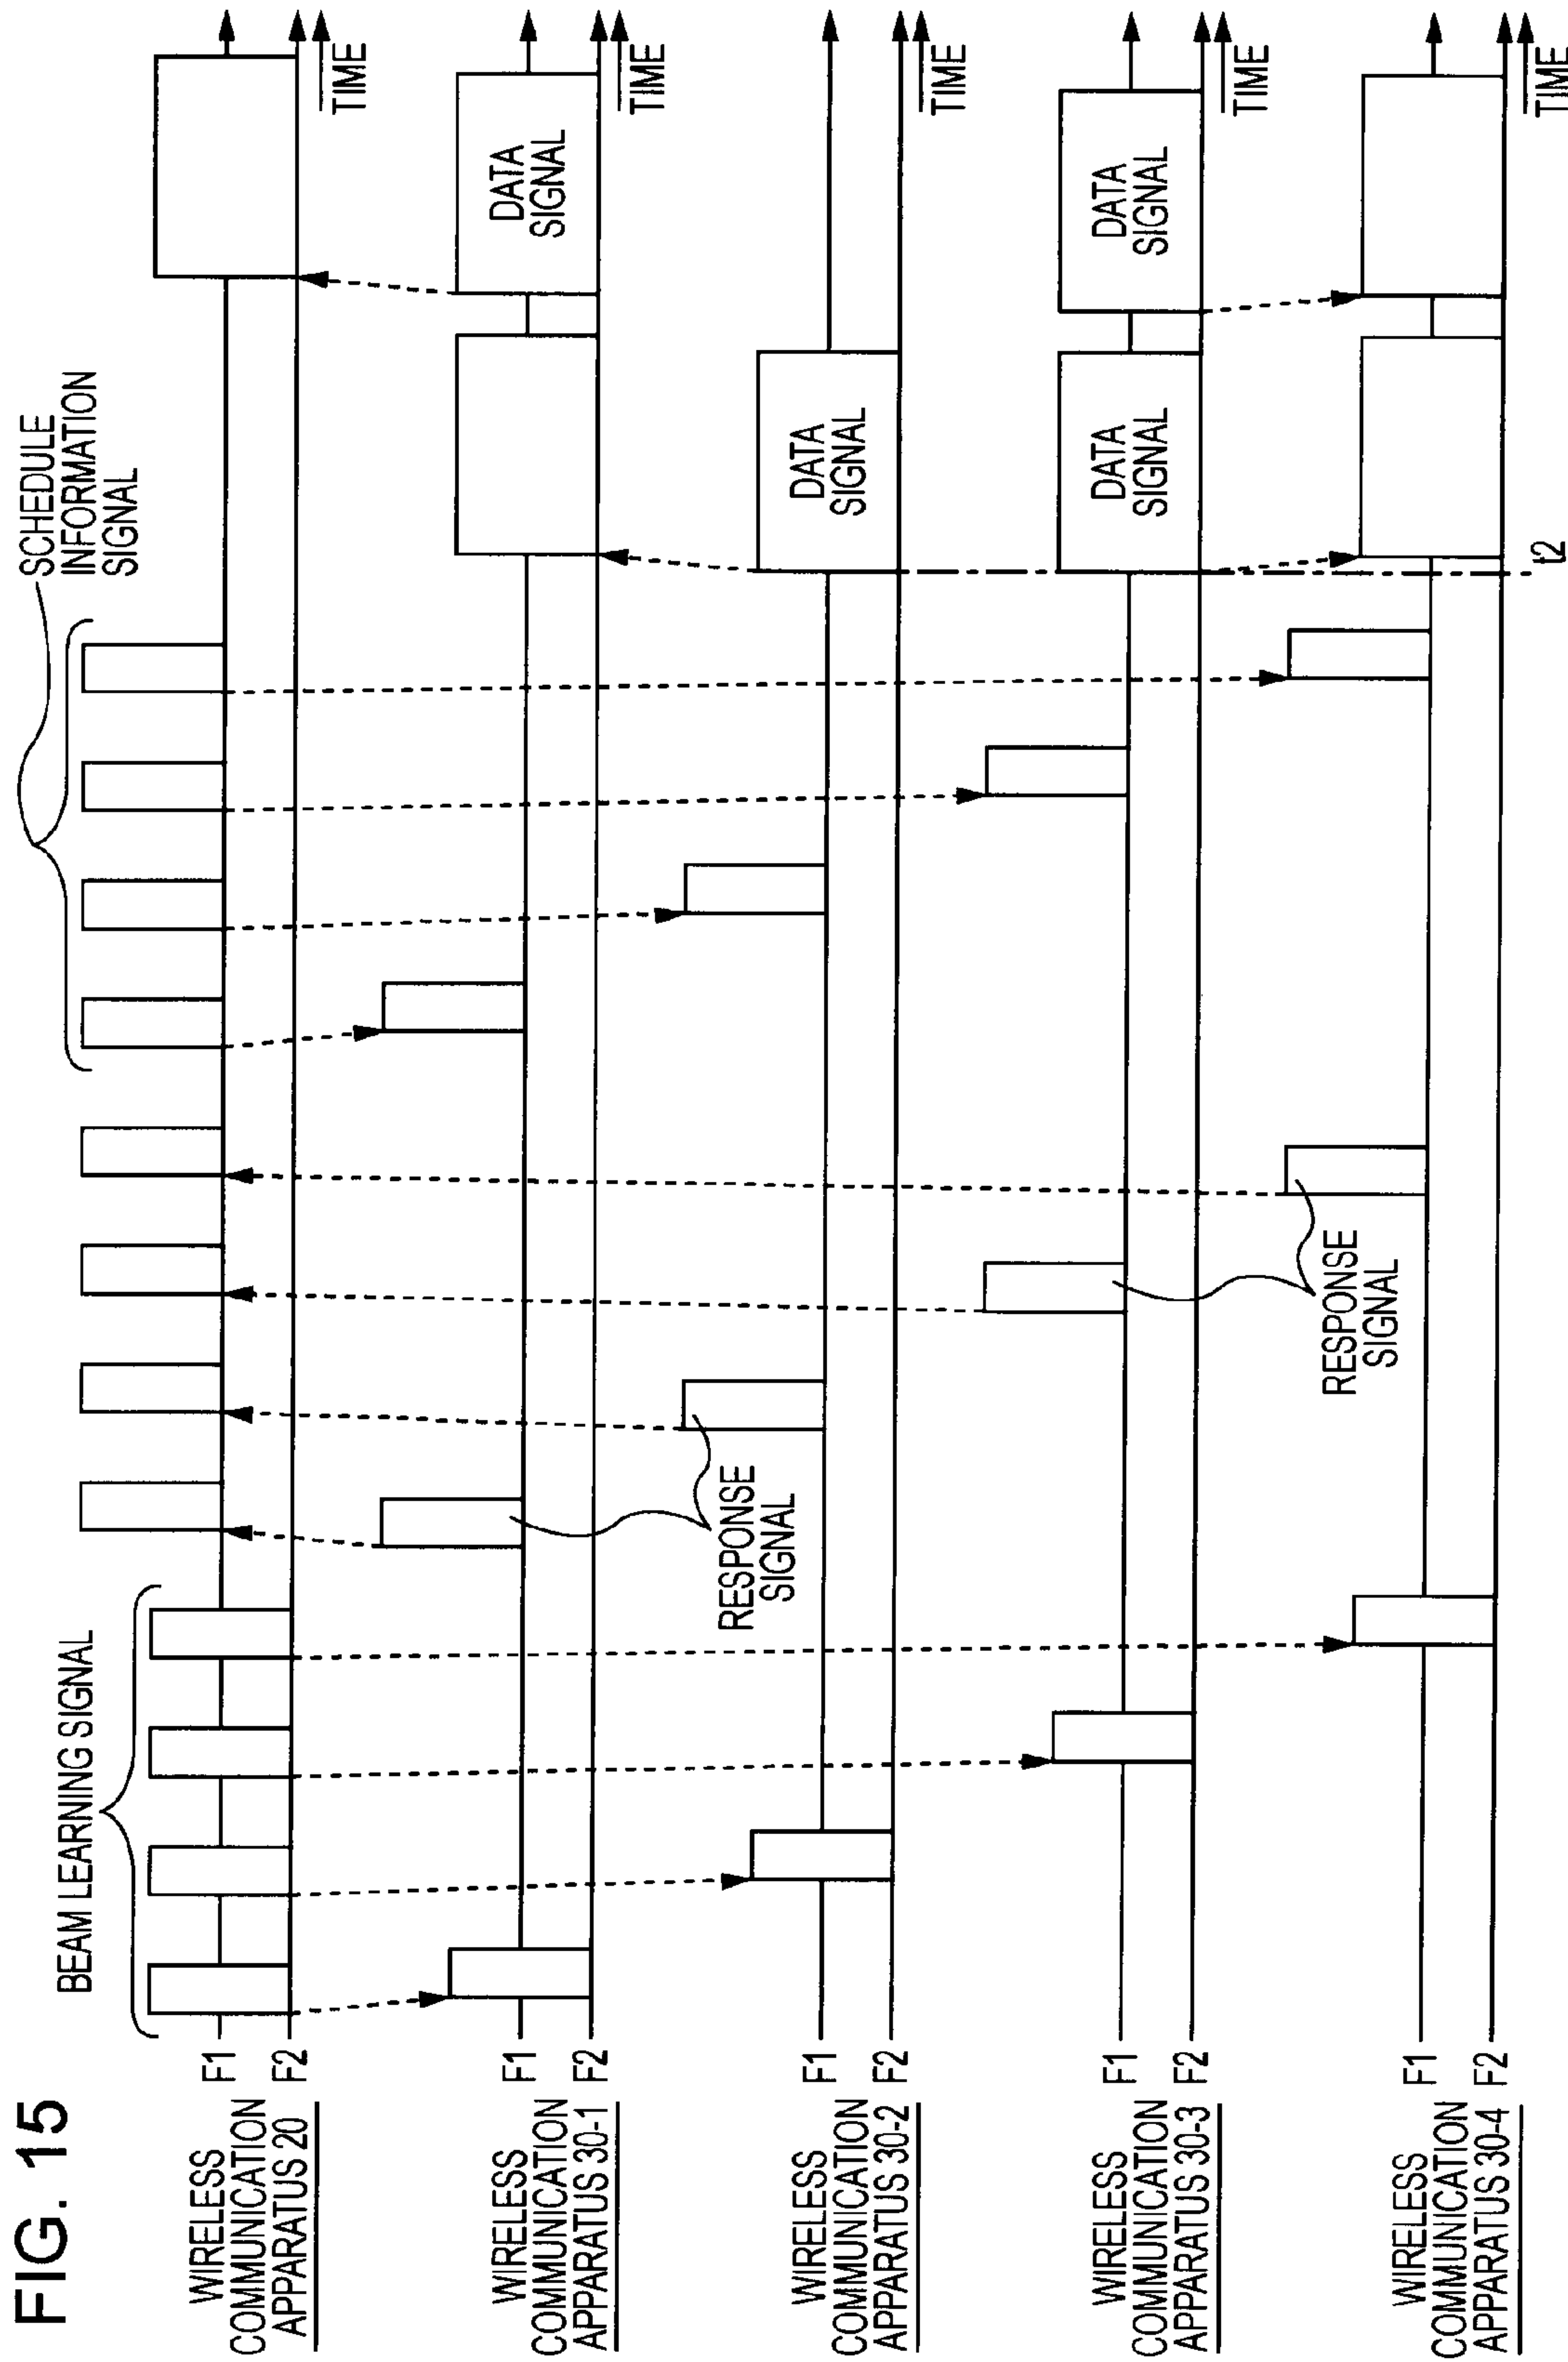 FIG. 15
BEAM LEARNING SIGNAL
SCHEDULE
INFORMATION
SIGNAL
WIRELESS
COMMUNICATION
APPARATUS 20
F1
F2
TIME
WIRELESS
COMMUNICATION
APPARATUS 30-1
F1
F2
DATA
SIGNAL
TIME
RESPONSE
SIGNAL
WIRELESS
COMMUNICATION
APPARATUS 30-2
F1
F2
DATA
SIGNAL
TIME
WIRELESS
COMMUNICATION
APPARATUS 30-3
F1
F2
DATA
SIGNAL
DATA
SIGNAL
TIME
RESPONSE
SIGNAL
WIRELESS
COMMUNICATION
APPARATUS 30-4
F1
F2
t2
TIME